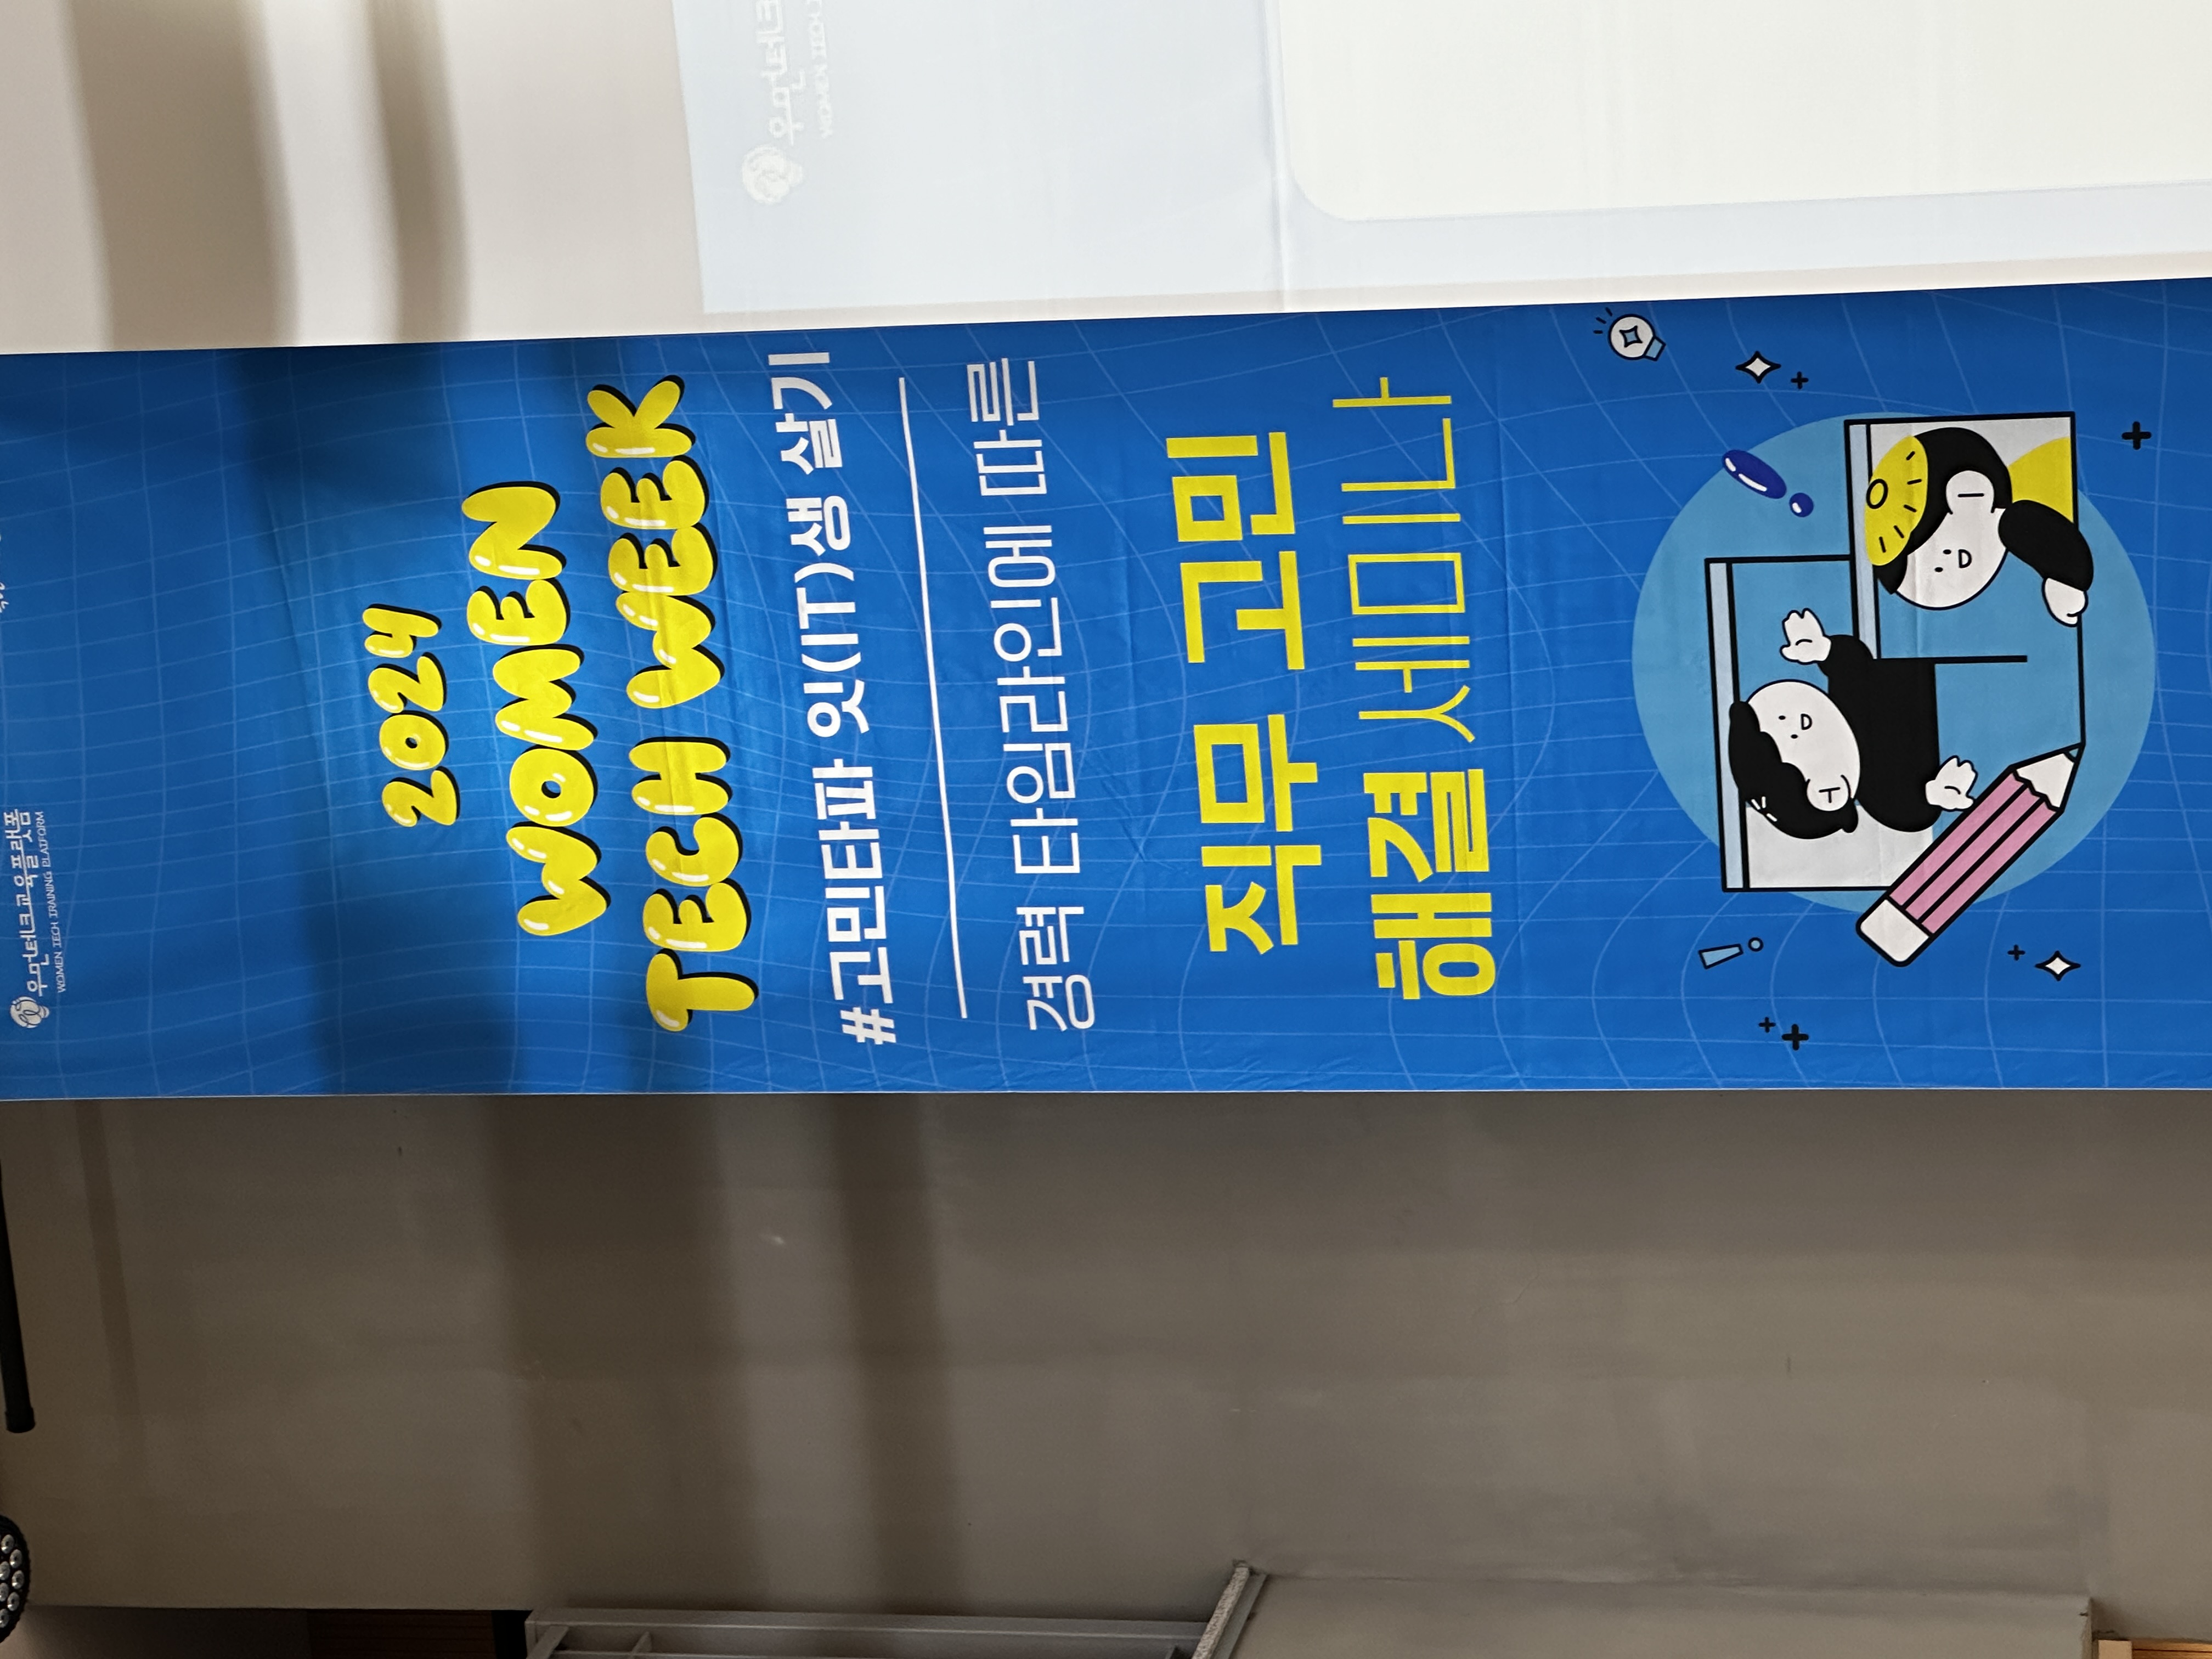 우먼테크교육플랫폼
WOMEN TECH TRAINING PLATFORM
2024
WOMEN
TECH WEEK
#고민타파 잇(IT)생 살기
경력 타임라인에 따른
직무 고민
해결 세미나